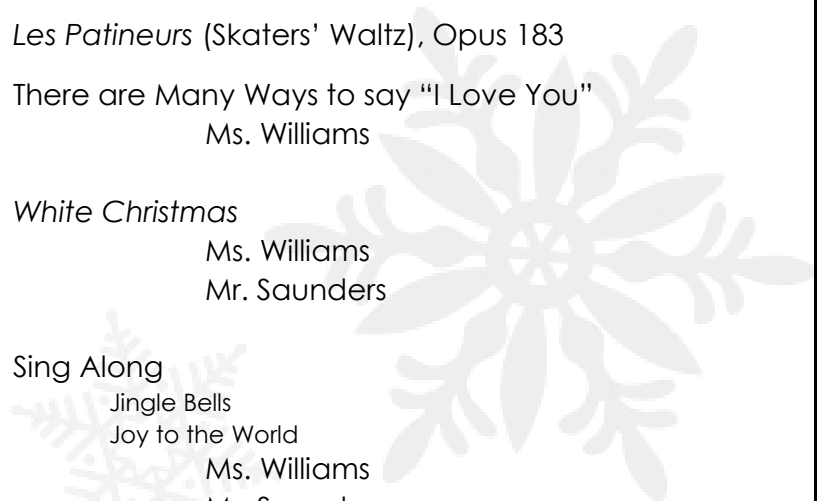 Les Patineurs (Skaters’ Waltz), Opus 183
There are Many Ways to say “I Love You”
Ms. Williams
White Christmas
Ms. Williams
Mr. Saunders
Sing Along
Jingle Bells
Joy to the World
Ms. Williams